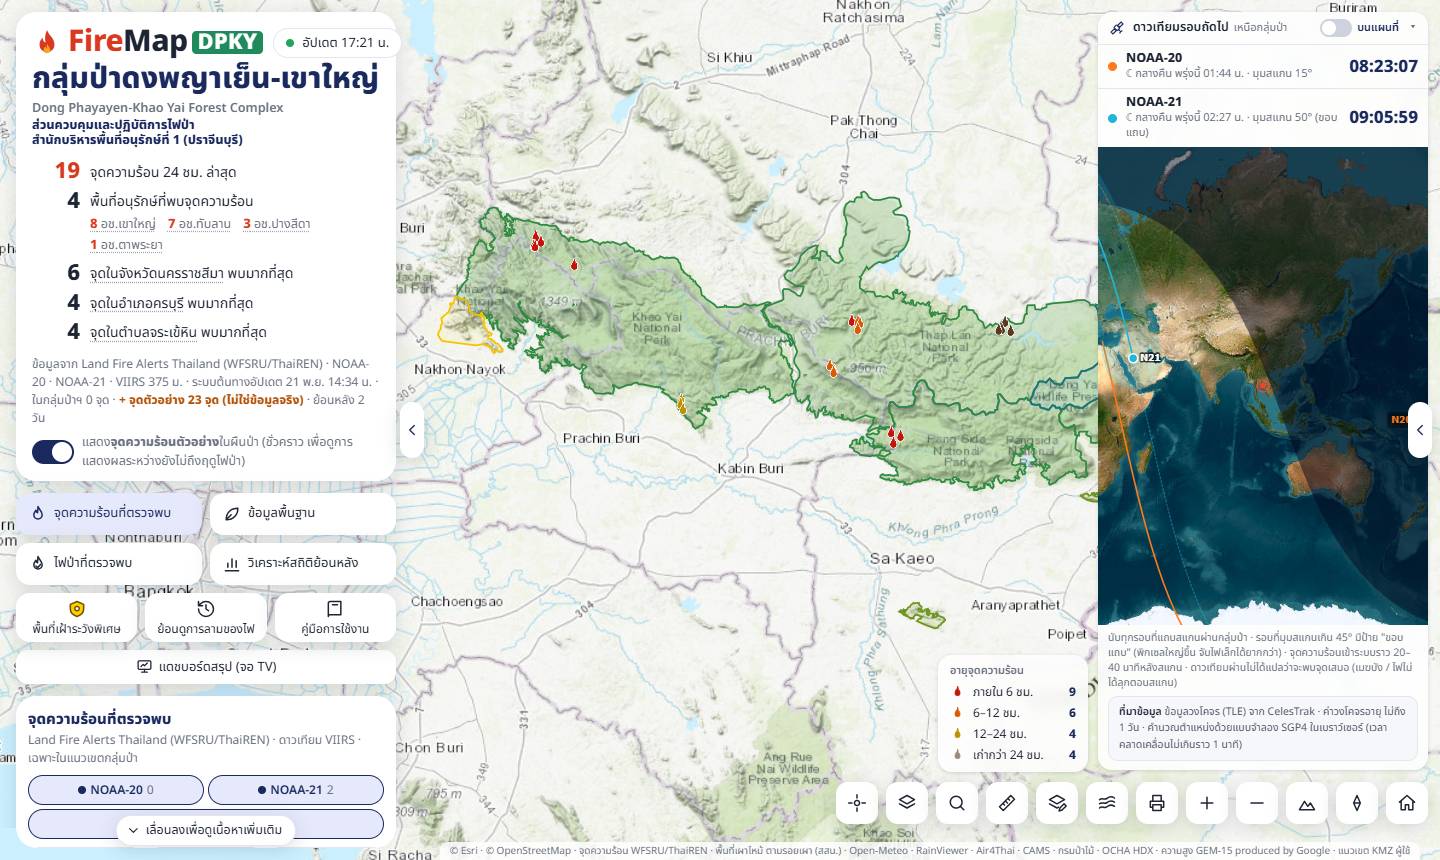 FireMap DPKY
อัปเดต 17:21 น.
กลุ่มป่าดงพญาเย็น-เขาใหญ่
Dong Phayayen-Khao Yai Forest Complex
ส่วนควบคุมและปฏิบัติการไฟป่า
สำนักบริหารพื้นที่อนุรักษ์ที่ 1 (ปราจีนบุรี)
19 จุดความร้อน 24 ชม. ล่าสุด
4 พื้นที่อนุรักษ์ที่พบจุดความร้อน
8 อช.เขาใหญ่ 7 อช.ทับลาน 3 อช.ปางสีดา
1 อช.ตาพระยา
6 จุดในจังหวัดนครราชสีมา พบมากที่สุด
4 จุดในอำเภอครบุรี พบมากที่สุด
4 จุดในตำบลจระเข้หิน พบมากที่สุด
ข้อมูลจาก Land Fire Alerts Thailand (WFSRU/ThaiREN) · NOAA-
20 · NOAA-21 · VIIRS 375 ม. · ระบบต้นทางอัปเดต 21 พ.ย. 14:34 น. ·
ในกลุ่มป่าฯ 0 จุด · + จุดตัวอย่าง 23 จุด (ไม่ใช่ข้อมูลจริง) · ย้อนหลัง 2
วัน
แสดงจุดความร้อนตัวอย่างในผืนป่า (ชั่วคราว เพื่อดูการ
แสดงผลระหว่างยังไม่ถึงฤดูไฟป่า)
จุดความร้อนที่ตรวจพบ
ข้อมูลพื้นฐาน
ไฟป่าที่ตรวจพบ
วิเคราะห์สถิติย้อนหลัง
พื้นที่เฝ้าระวังพิเศษ
ย้อนดูการลามของไฟ
คู่มือการใช้งาน
แดชบอร์ดสรุป (จอ TV)
จุดความร้อนที่ตรวจพบ
Land Fire Alerts Thailand (WFSRU/ThaiREN) · ดาวเทียม VIIRS ·
เฉพาะในแนวเขตกลุ่มป่า
NOAA-20 0
NOAA-21 2
เลื่อนลงเพื่อดูเนื้อหาเพิ่มเติม
Nonthaburi
Bangkok
Nakhon
Ratchasima
Buriram
Si Khiu
Mittraphap Road
2
Pak Thong
Chai
304
24
Buri
Khao Yai
National
1349 m
Khao Yai
National
Park
PRACHIN BURI
Thap Lan
National
Park
950 m
Nakhon Nayok
Prachin Buri
Kabin Buri
Pang Sida
National
Park
Pangsida
National
Park
33
Khlong Phra Prong
Sa Kaeo
Aranyaprathet
Poipet
Chachoengsao
304
Khlong Phra Sathung
331
317
349
344
Chon Buri
795 m
809 m
Ang Rue
Nai Wildlife
Preserve Area
Khao Soi
Si Racha
35
ดาวเทียมรอบถัดไป เหนือกลุ่มป่า
บนแผนที่
NOAA-20
กลางคืน พรุ่งนี้ 01:44 น. · มุมสแกน 15°
08:23:07
NOAA-21
กลางคืน พรุ่งนี้ 02:27 น. · มุมสแกน 50° (ขอบ
แถบ)
09:05:59
N21
นับทุกรอบที่แถบสแกนผ่านกลุ่มป่า · รอบที่มุมสแกนเกิน 45° มีป้าย "ขอบ
แถบ" (พิกเซลใหญ่ขึ้น จับไฟเล็กได้ยากกว่า) · จุดความร้อนเข้าระบบราว 20–
40 นาทีหลังสแกน · ดาวเทียมผ่านไม่ได้แปลว่าจะพบจุดเสมอ (เมฆบัง / ไฟไม่
ได้ลุกตอนสแกน)
ที่มาข้อมูล ข้อมูลวงโคจร (TLE) จาก CelesTrak · ค่าวงโคจรอายุ ไม่ถึง
1 วัน · คำนวณตำแหน่งด้วยแบบจำลอง SGP4 ในเบราว์เซอร์ (เวลา
คลาดเคลื่อนไม่เกินราว 1 นาที)
อายุจุดความร้อน
ภายใน 6 ชม. 9
6–12 ชม. 6
12–24 ชม. 4
เก่ากว่า 24 ชม. 4
© Esri · © OpenStreetMap · จุดความร้อน WFSRU/ThaiREN · พื้นที่เผาไหม้ ตามรอยเผา (สสน.) · Open-Meteo · RainViewer · Air4Thai · CAMS · กรมป่าไม้ · OCHA HDX · ความสูง GEM-15 produced by Google · แนวเขต KMZ ผู้ใช้